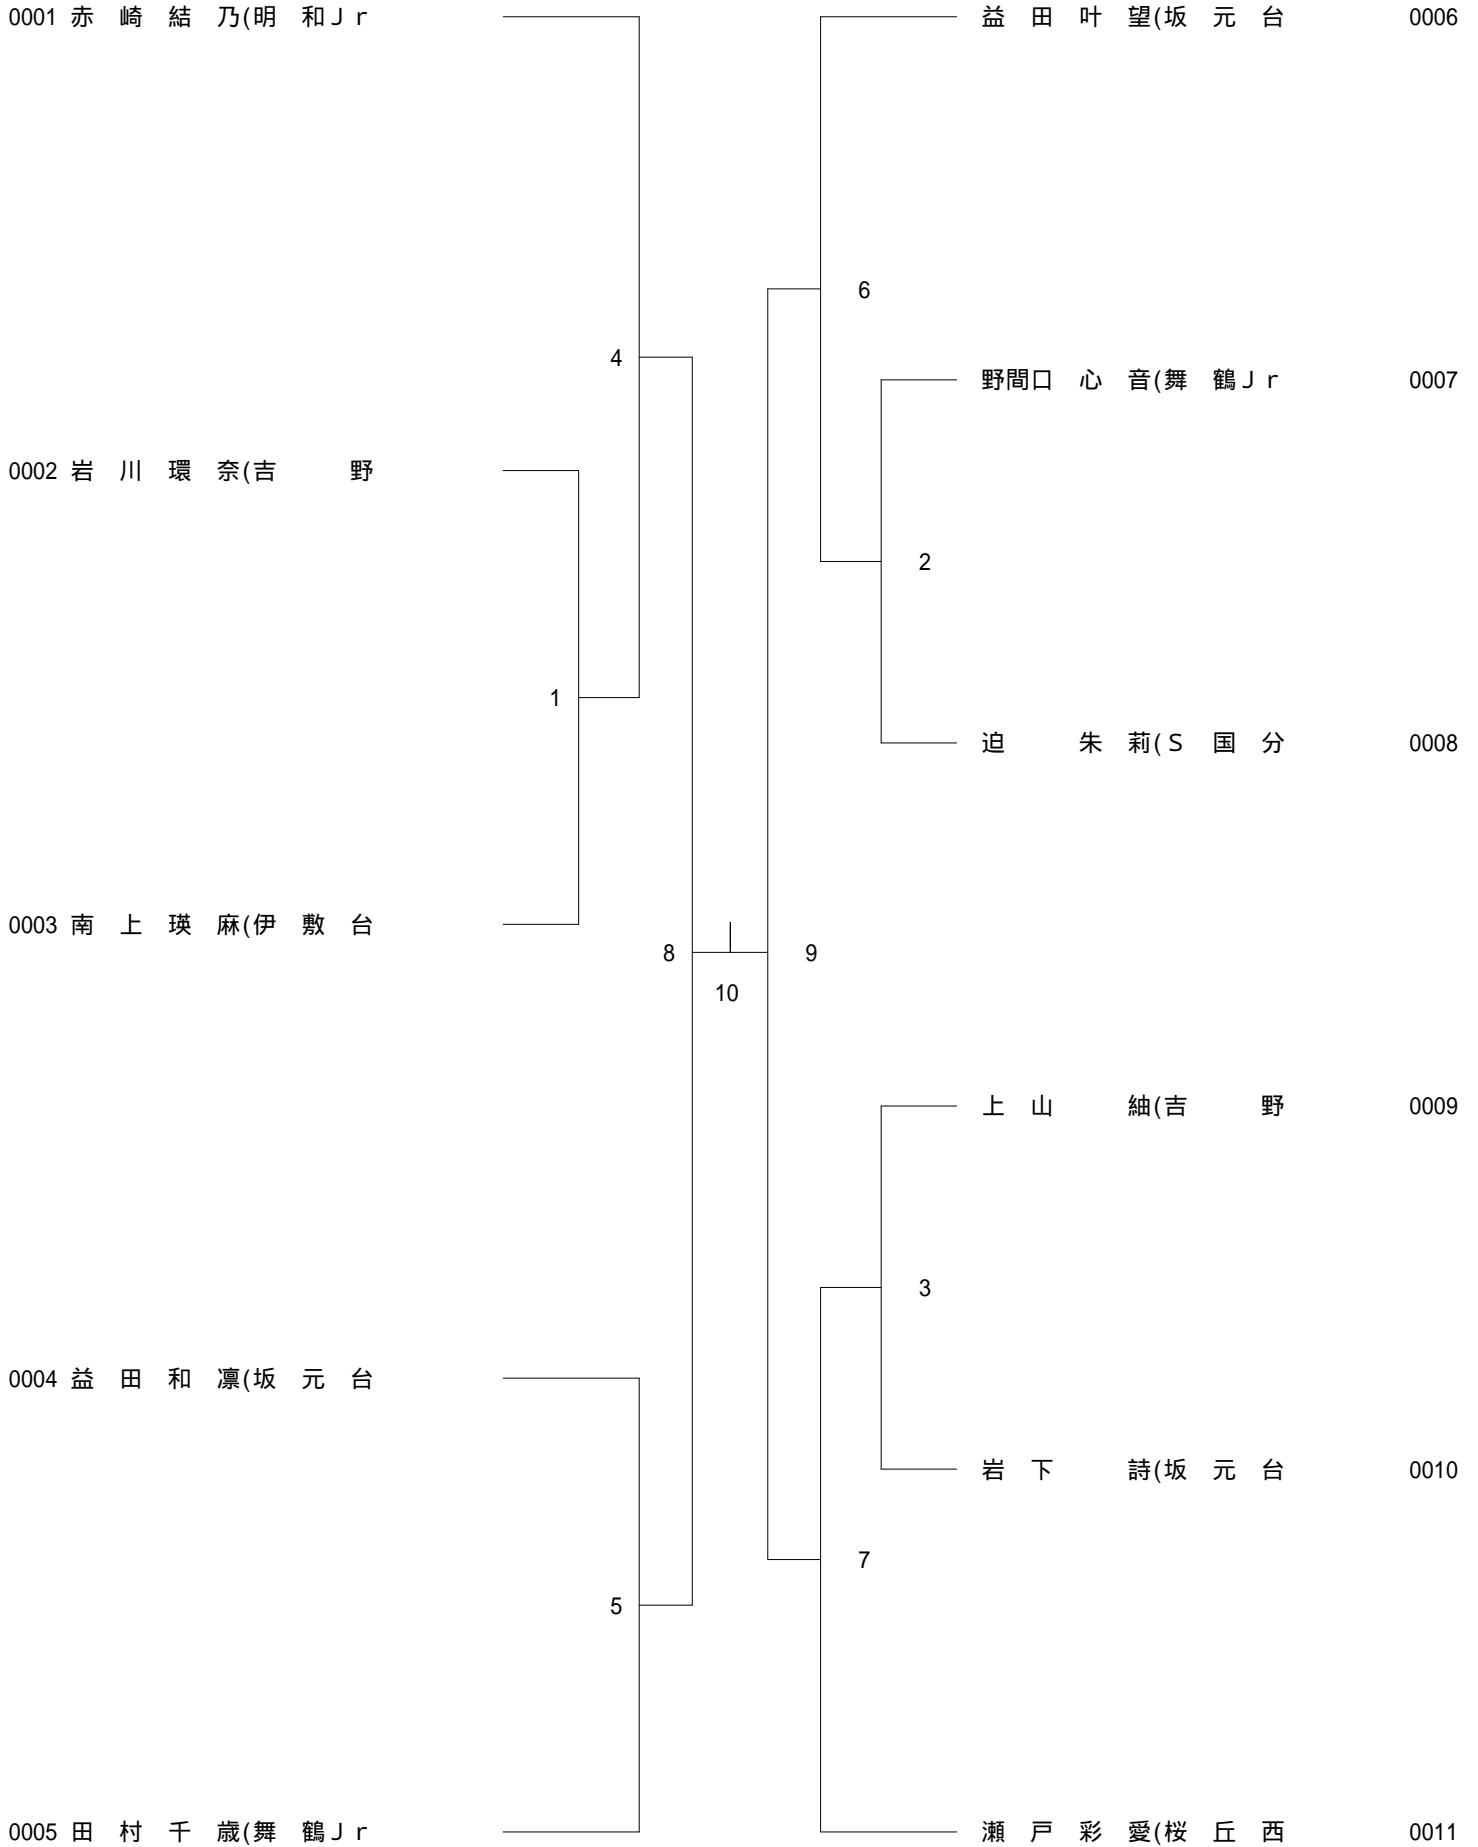 0001 赤　崎　結　乃(明　和Ｊｒ
益　田　叶　望(坂　元　台 0006
6
4
野間口　心　音(舞　鶴Ｊｒ 0007
0002 岩　川　環　奈(吉　　　野
2
1
迫　　　朱　莉(Ｓ　国　分 0008
0003 南　上　瑛　麻(伊　敷　台
8
9
10
上　山　　　紬(吉　　　野 0009
3
0004 益　田　和　凛(坂　元　台
岩　下　　　詩(坂　元　台 0010
7
5
0005 田　村　千　歳(舞　鶴Ｊｒ
瀬　戸　彩　愛(桜　丘　西 0011